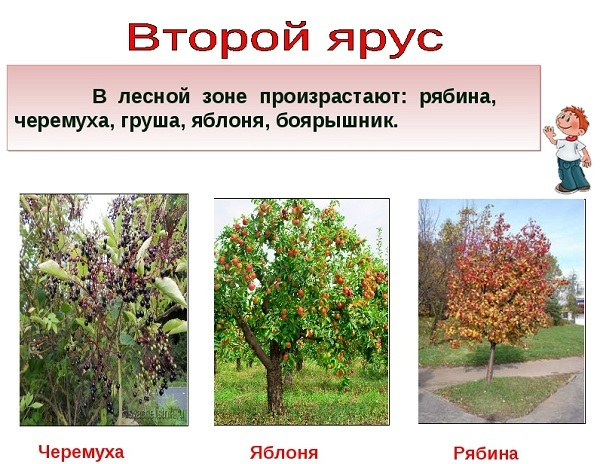 Второй ярус
В лесной зоне произрастают: рябина,
черемуха, груша, яблоня, боярышник.
Черемуха
Яблоня
Рябина